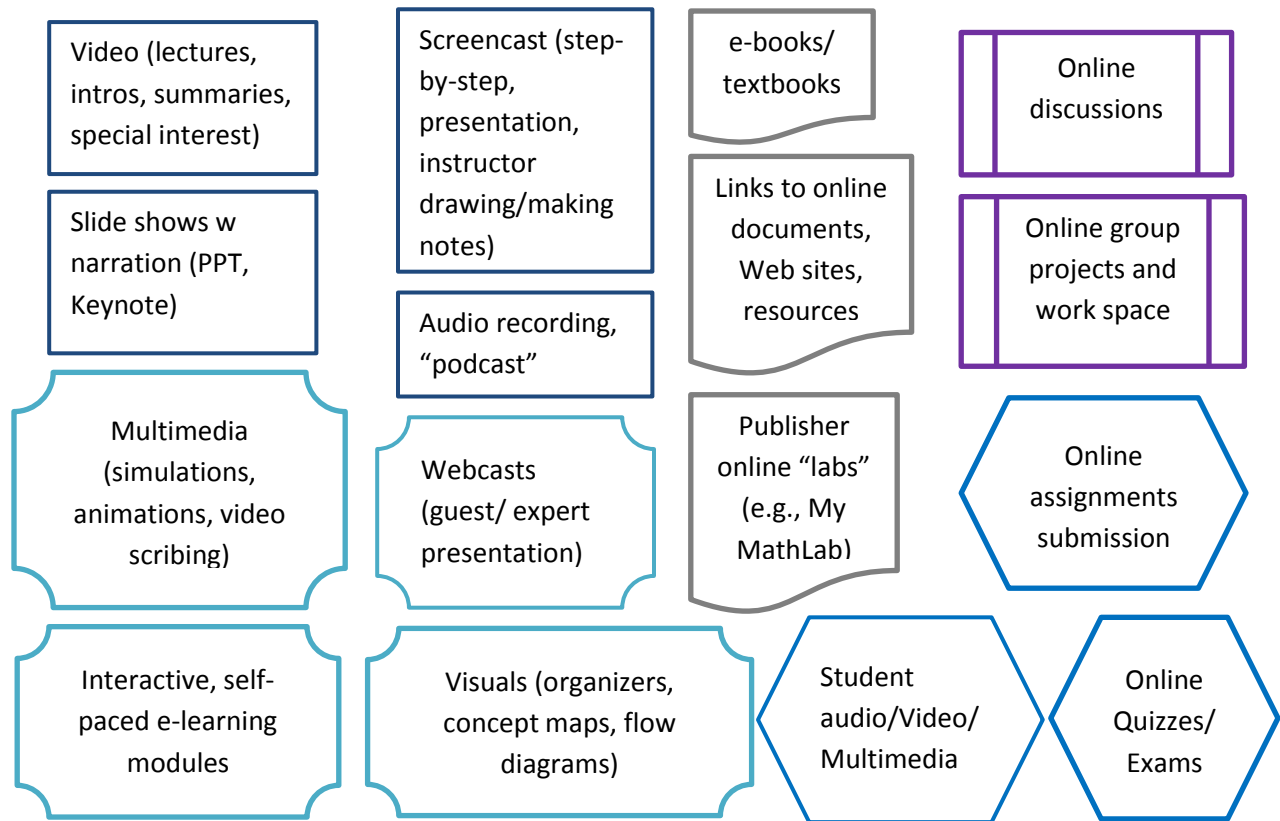 Video (lectures,
intros, summaries,
special interest)
Screencast (step-
by-step,
presentation,
instructor
drawing/making
notes)
e-books/
textbooks
Online
discussions
Slide shows w
narration (PPT,
Keynote)
Audio recording,
“podcast”
Links to online
documents,
Web sites,
resources
Online group
projects and
work space
Multimedia
(simulations,
animations, video
scribing)
Webcasts
(guest/ expert
presentation)
Publisher
online “labs”
(e.g., My
MathLab)
Online
assignments
submission
Interactive, self-
paced e-learning
modules
Visuals (organizers,
concept maps, flow
diagrams)
Student
audio/Video/
Multimedia
Online
Quizzes/
Exams